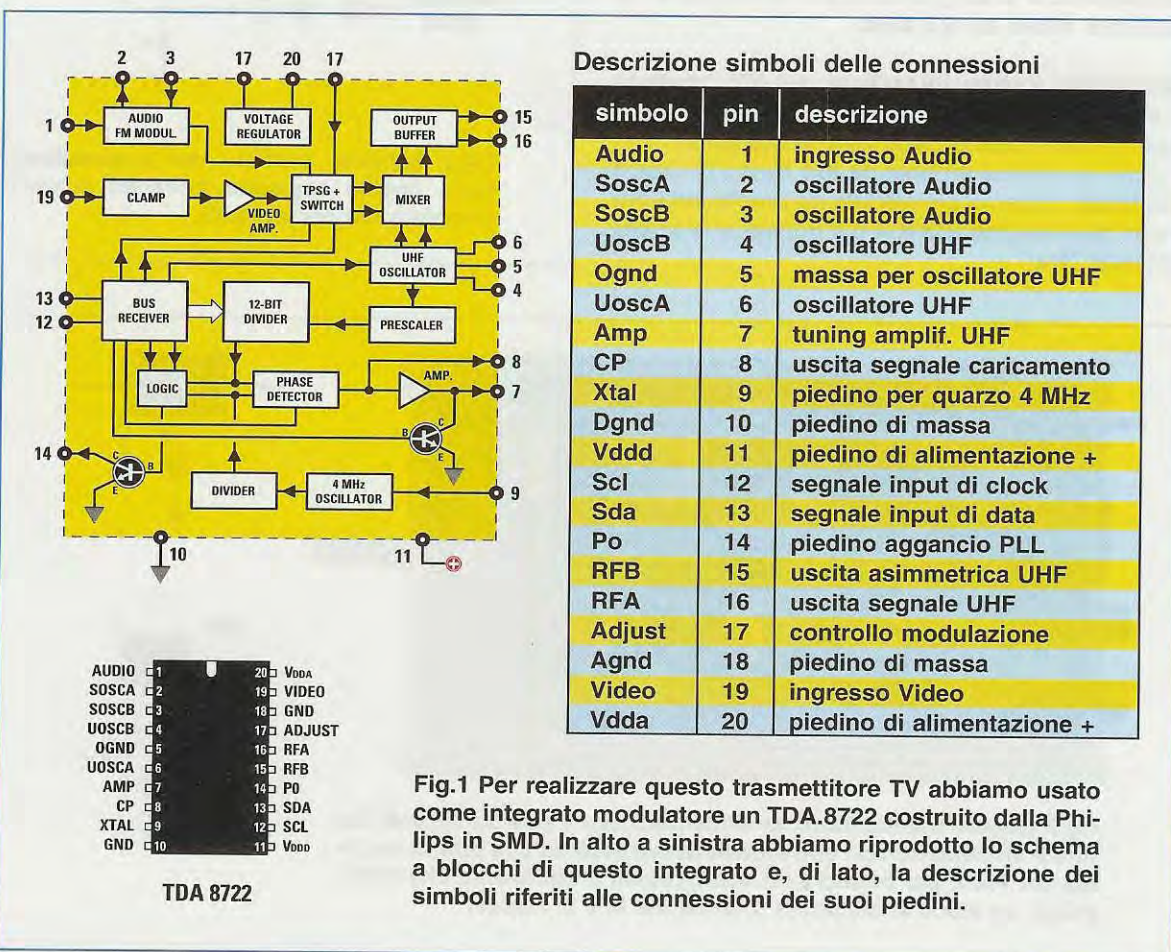 2 3 17 20 17
AUDIO
FM MODUL.
VOLTAGE
REGULATOR
OUTPUT
BUFFER
1
15
16
19
CLAMP
VIDEO
AMP.
TPSG +
SWITCH
MIXER
6
UHF
OSCILLATOR
5
4
13
12
BUS
RECEIVER
12-BIT
DIVIDER
PRESCALER
8
LOGIC
PHASE
DETECTOR
AMP.
7
C
B
E
14
C
B
E
DIVIDER
4 MHz
OSCILLATOR
9
10
11
Descrizione simboli delle connessioni
simbolo pin descrizione
Audio 1 ingresso Audio
SoscA 2 oscillatore Audio
SoscB 3 oscillatore Audio
UoscB 4 oscillatore UHF
Ognd 5 massa per oscillatore UHF
UoscA 6 oscillatore UHF
Amp 7 tuning amplif. UHF
CP 8 uscita segnale caricamento
Xtal 9 piedino per quarzo 4 MHz
Dgnd 10 piedino di massa
Vddd 11 piedino di alimentazione +
Scl 12 segnale input di clock
Sda 13 segnale input di data
Po 14 piedino aggancio PLL
RFB 15 uscita asimmetrica UHF
RFA 16 uscita segnale UHF
Adjust 17 controllo modulazione
Agnd 18 piedino di massa
Video 19 ingresso Video
Vdda 20 piedino di alimentazione +
AUDIO 1 20 VDDA
SOSCA 2 19 VIDEO
SOSCB 3 18 GND
UOSCB 4 17 ADJUST
OGND 5 16 RFA
UOSCA 6 15 RFB
AMP 7 14 P0
CP 8 13 SDA
XTAL 9 12 SCL
GND 10 11 VDDD
TDA 8722
Fig.1 Per realizzare questo trasmettitore TV abbiamo usato
come integrato modulatore un TDA.8722 costruito dalla Phi-
lips in SMD. In alto a sinistra abbiamo riprodotto lo schema
a blocchi di questo integrato e, di lato, la descrizione dei
simboli riferiti alle connessioni dei suoi piedini.